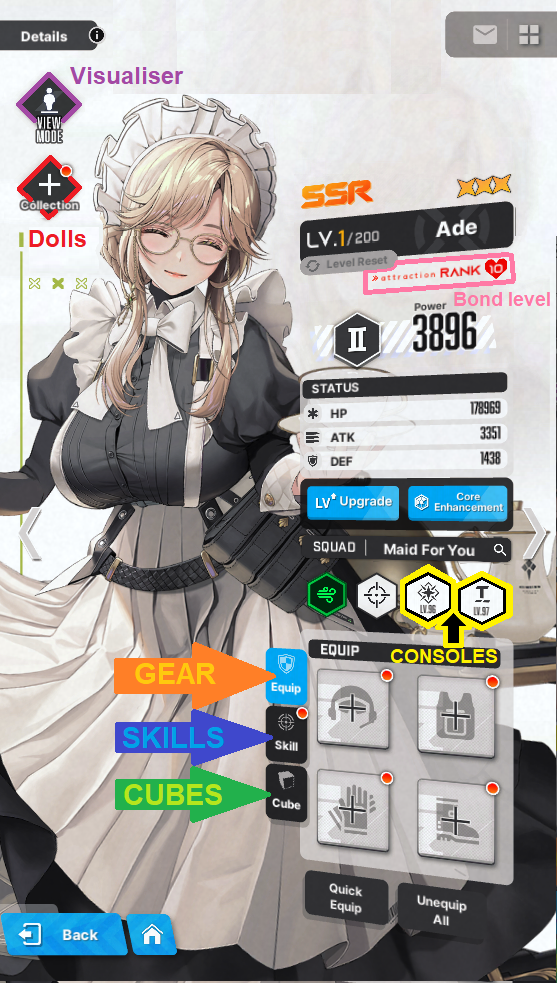 Details
Visualiser
VIEW
MODE
Collection
Dolls
SSR
LV.1/200
Ade
Level Reset
» attraction RANK 10
Bond level
Power
3896
II
STATUS
HP 178969
ATK 3351
DEF 1438
LV Upgrade
Core
Enhancement
SQUAD | Maid For You
LV.96
LV.97
CONSOLES
EQUIP
GEAR
Equip
SKILLS
Skill
CUBES
Cube
Quick
Equip
Unequip
All
Back